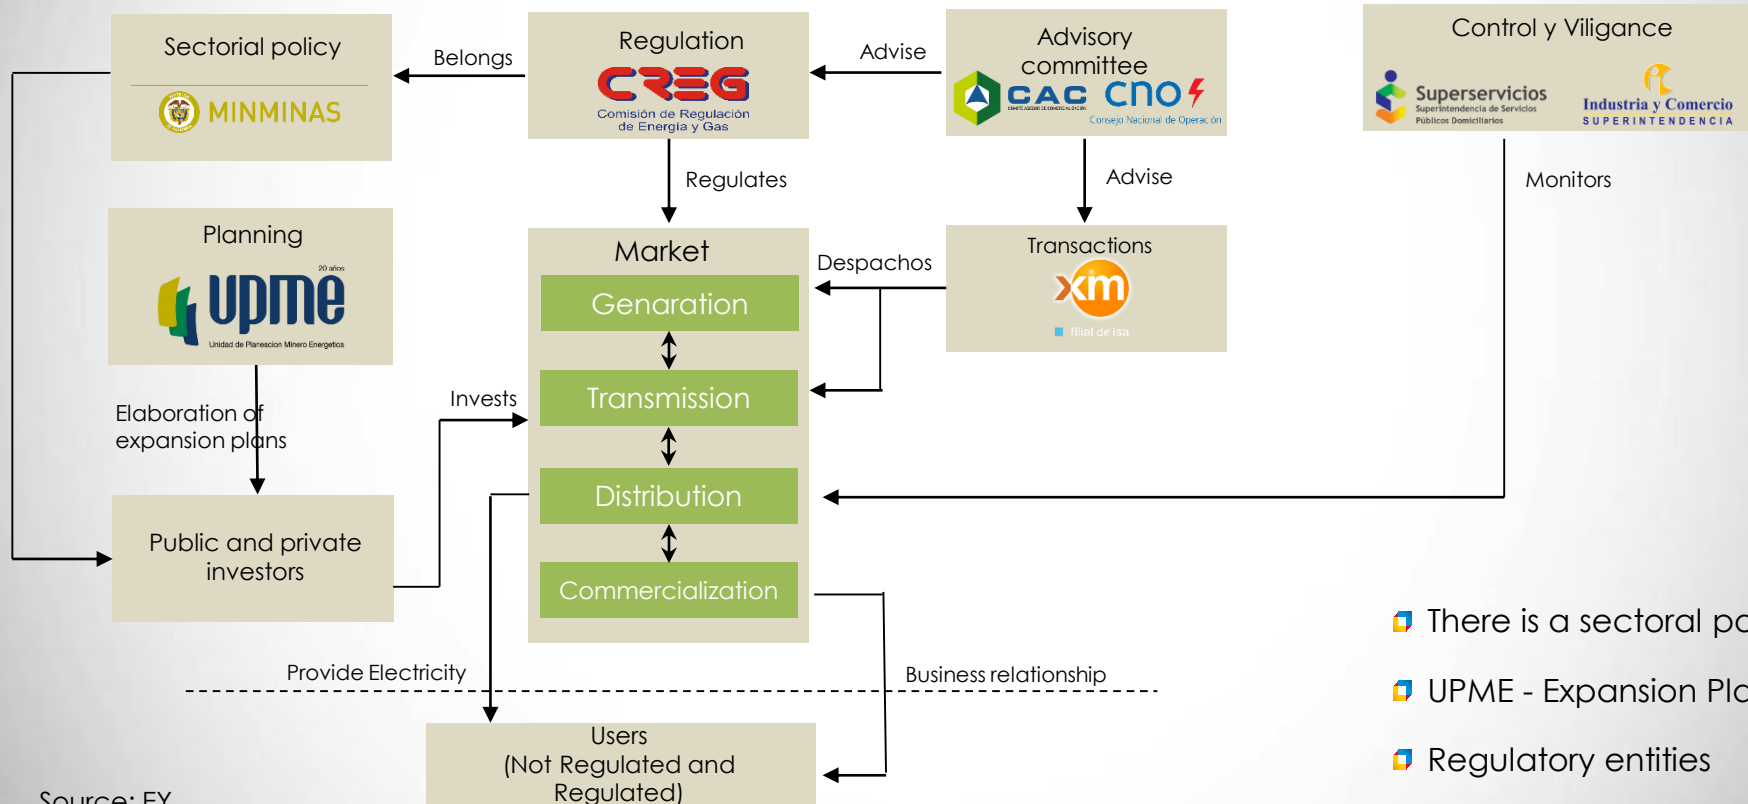 Sectorial policy
MINMINAS
Belongs
Regulation
CREG
Comisión de Regulación
de Energía y Gas
Advise
Advisory
committee
CAC
COMITÉ ASESOR DE COMERCIALIZACIÓN
cno
Consejo Nacional de Operación
Control y Viligance
Superservicios
Superintendencia de Servicios
Públicos Domiciliarios
Industria y Comercio
SUPERINTENDENCIA
Regulates
Advise
Monitors
Planning
20 años
upme
Unidad de Planeacion Minero Energetica
Market
Despachos
Transactions
xm
filial de isa
Genaration
Transmission
Distribution
Commercialization
Elaboration of
expansion plans
Invests
Public and private
investors
Provide Electricity
Business relationship
Users
(Not Regulated and
Regulated)
There is a sectoral po
UPME - Expansion Pla
Regulatory entities
Source: EY